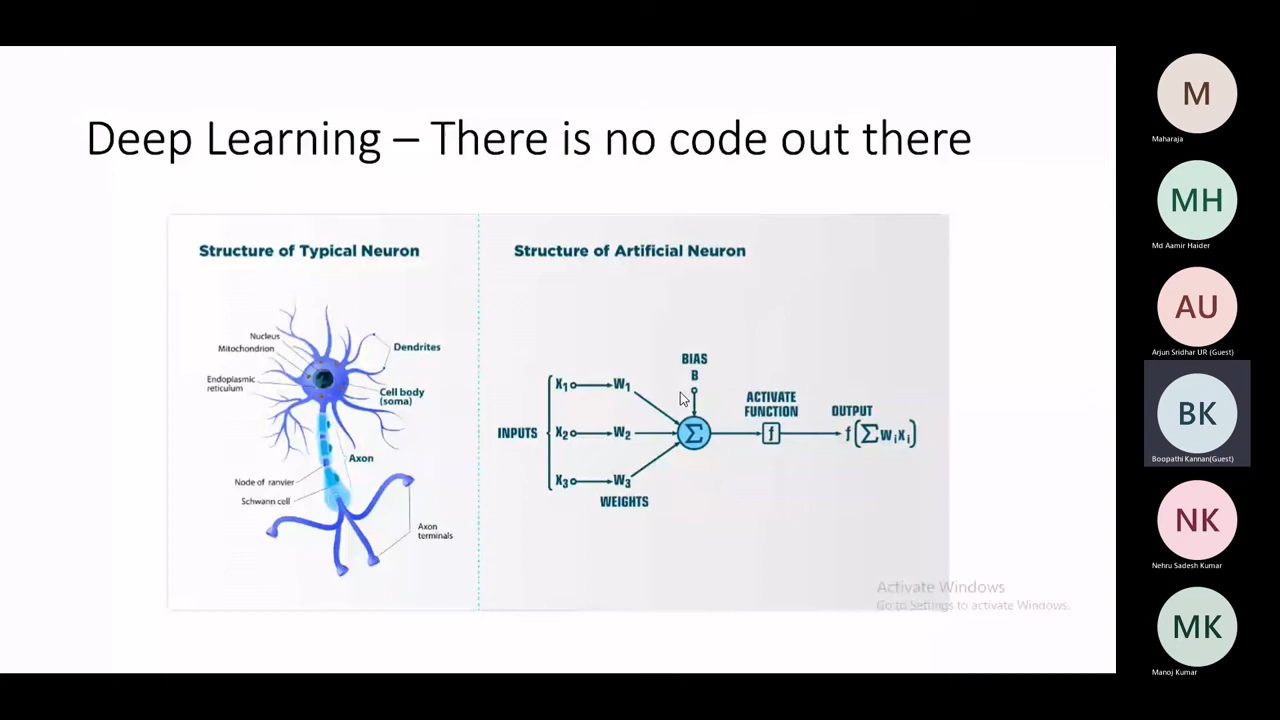 Deep Learning – There is no code out there
Structure of Typical Neuron
Nucleus
Mitochondrion
Endoplasmic
reticulum
Dendrites
Cell body
(soma)
Axon
Node of ranvier
Schwann cell
Axon
terminals
Structure of Artificial Neuron
BIAS
B
INPUTS
X1 W1
X2 W2
X3 W3
WEIGHTS
Σ
ACTIVATE
FUNCTION
f
OUTPUT
f(∑wixi)
Activate Windows
Go to Settings to activate Windows.
M
Maharaja
MH
Md Aamir Haider
AU
Arjun Sridhar UR (Guest)
BK
Boopathi Kannan(Guest)
NK
Nehru Sadesh Kumar
MK
Manoj Kumar